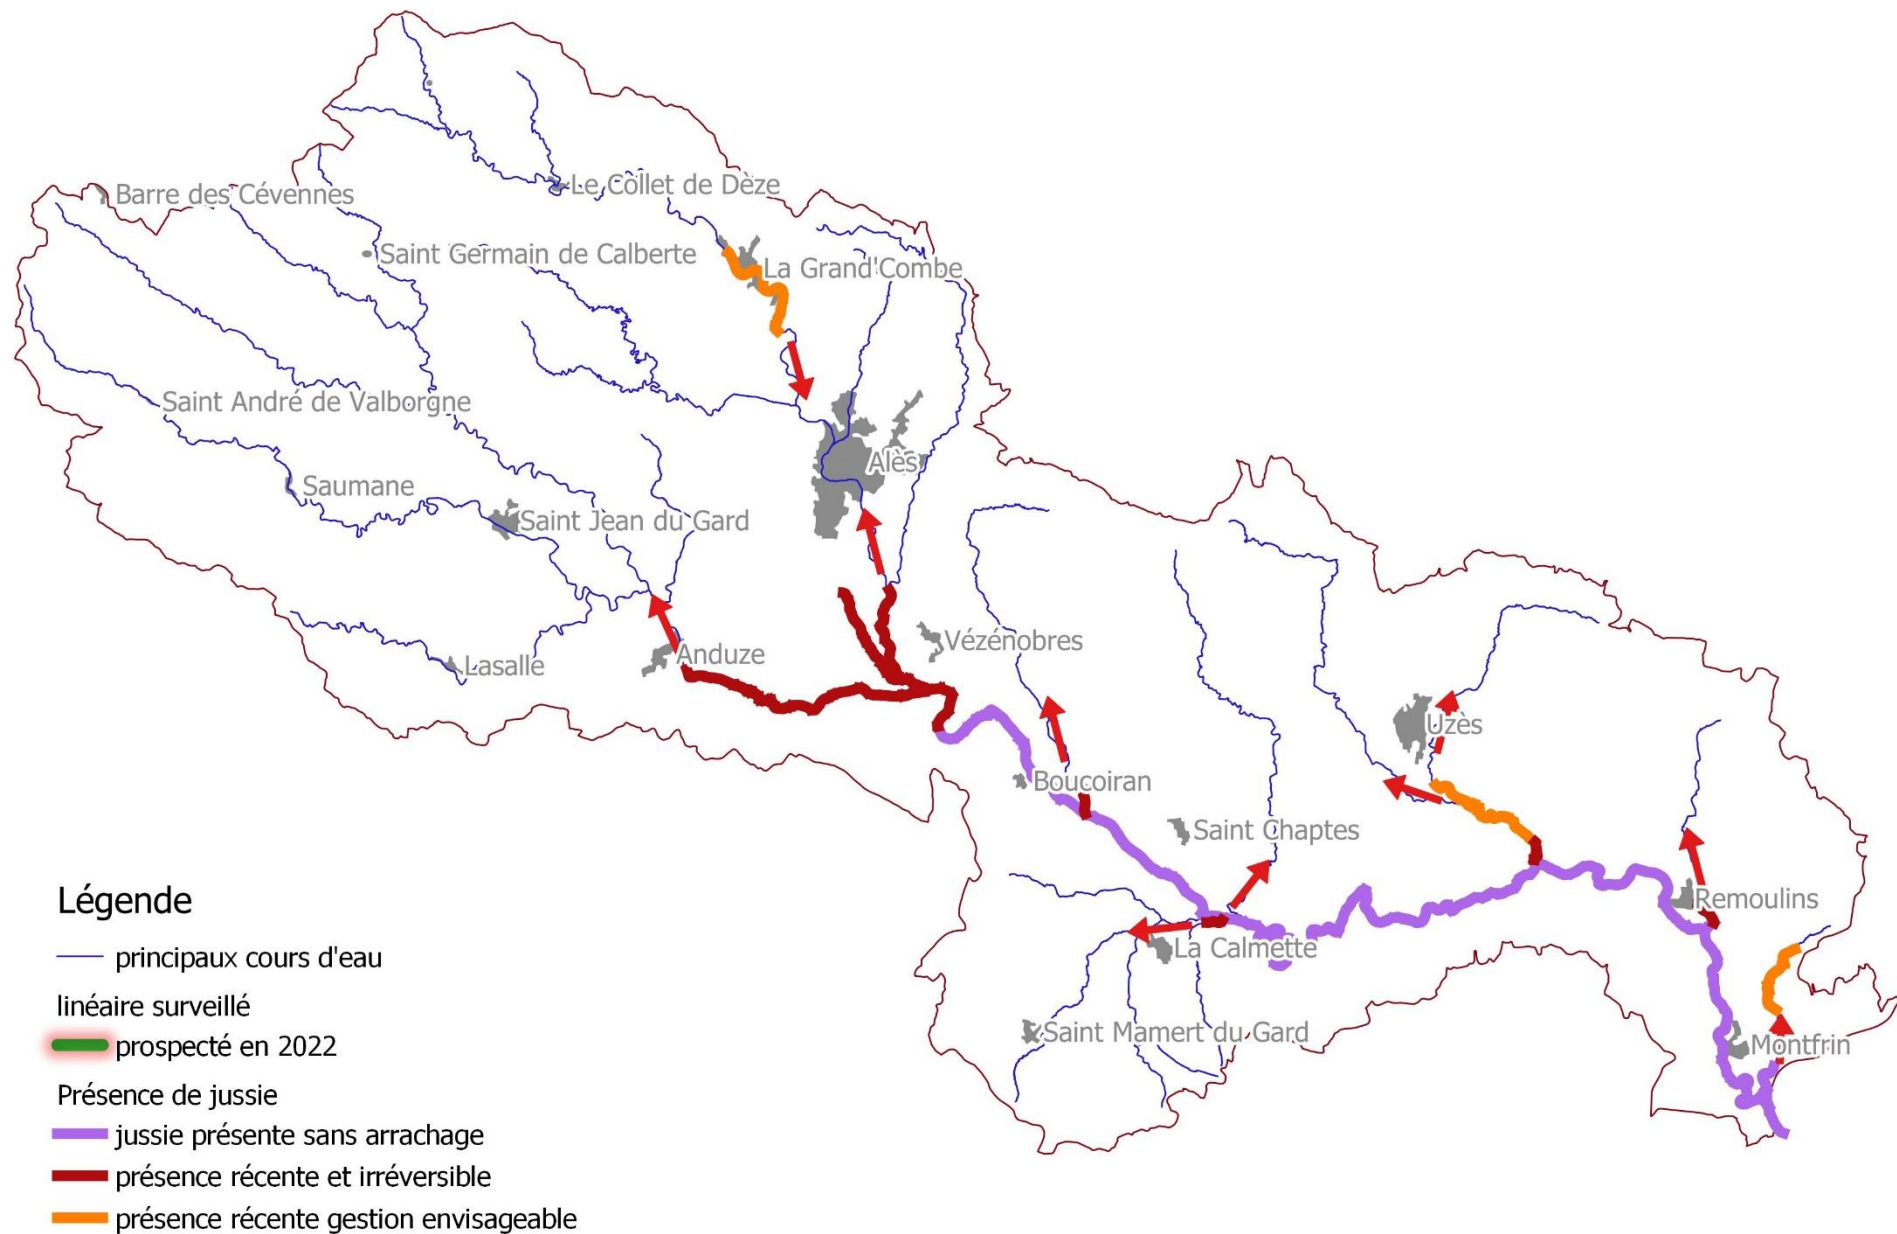 Le Collet de Dèze
Barre des Cévennes
Saint Germain de Calberte
La Grand'Combe
Saint André de Valborgne
Alès
Saumane
Saint Jean du Gard
Vézénobres
Anduze
Lasalle
Uzès
Boucoiran
Saint Chaptes
Remoulins
La Calmette
Saint Mamert du Gard
Montfrin
Légende
principaux cours d'eau
linéaire surveillé
prospecté en 2022
Présence de jussie
jussie présente sans arrachage
présence récente et irréversible
présence récente gestion envisageable